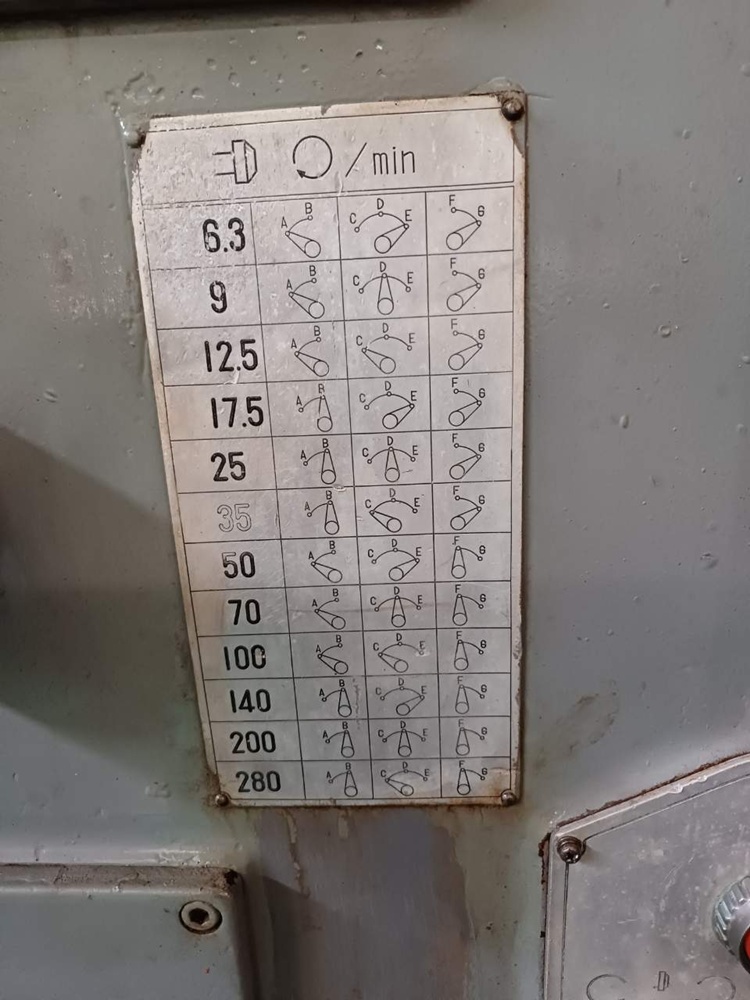 /min
6.3 A B C D E F G
9 A B C D E F G
12.5 A B C D E F G
17.5 A B C D E F G
25 A B C D E F G
35 A B C D E F G
50 A B C D E F G
70 A B C D E F G
100 A B C D E F G
140 A B C D E F G
200 A B C D E F G
280 A B C D E F G